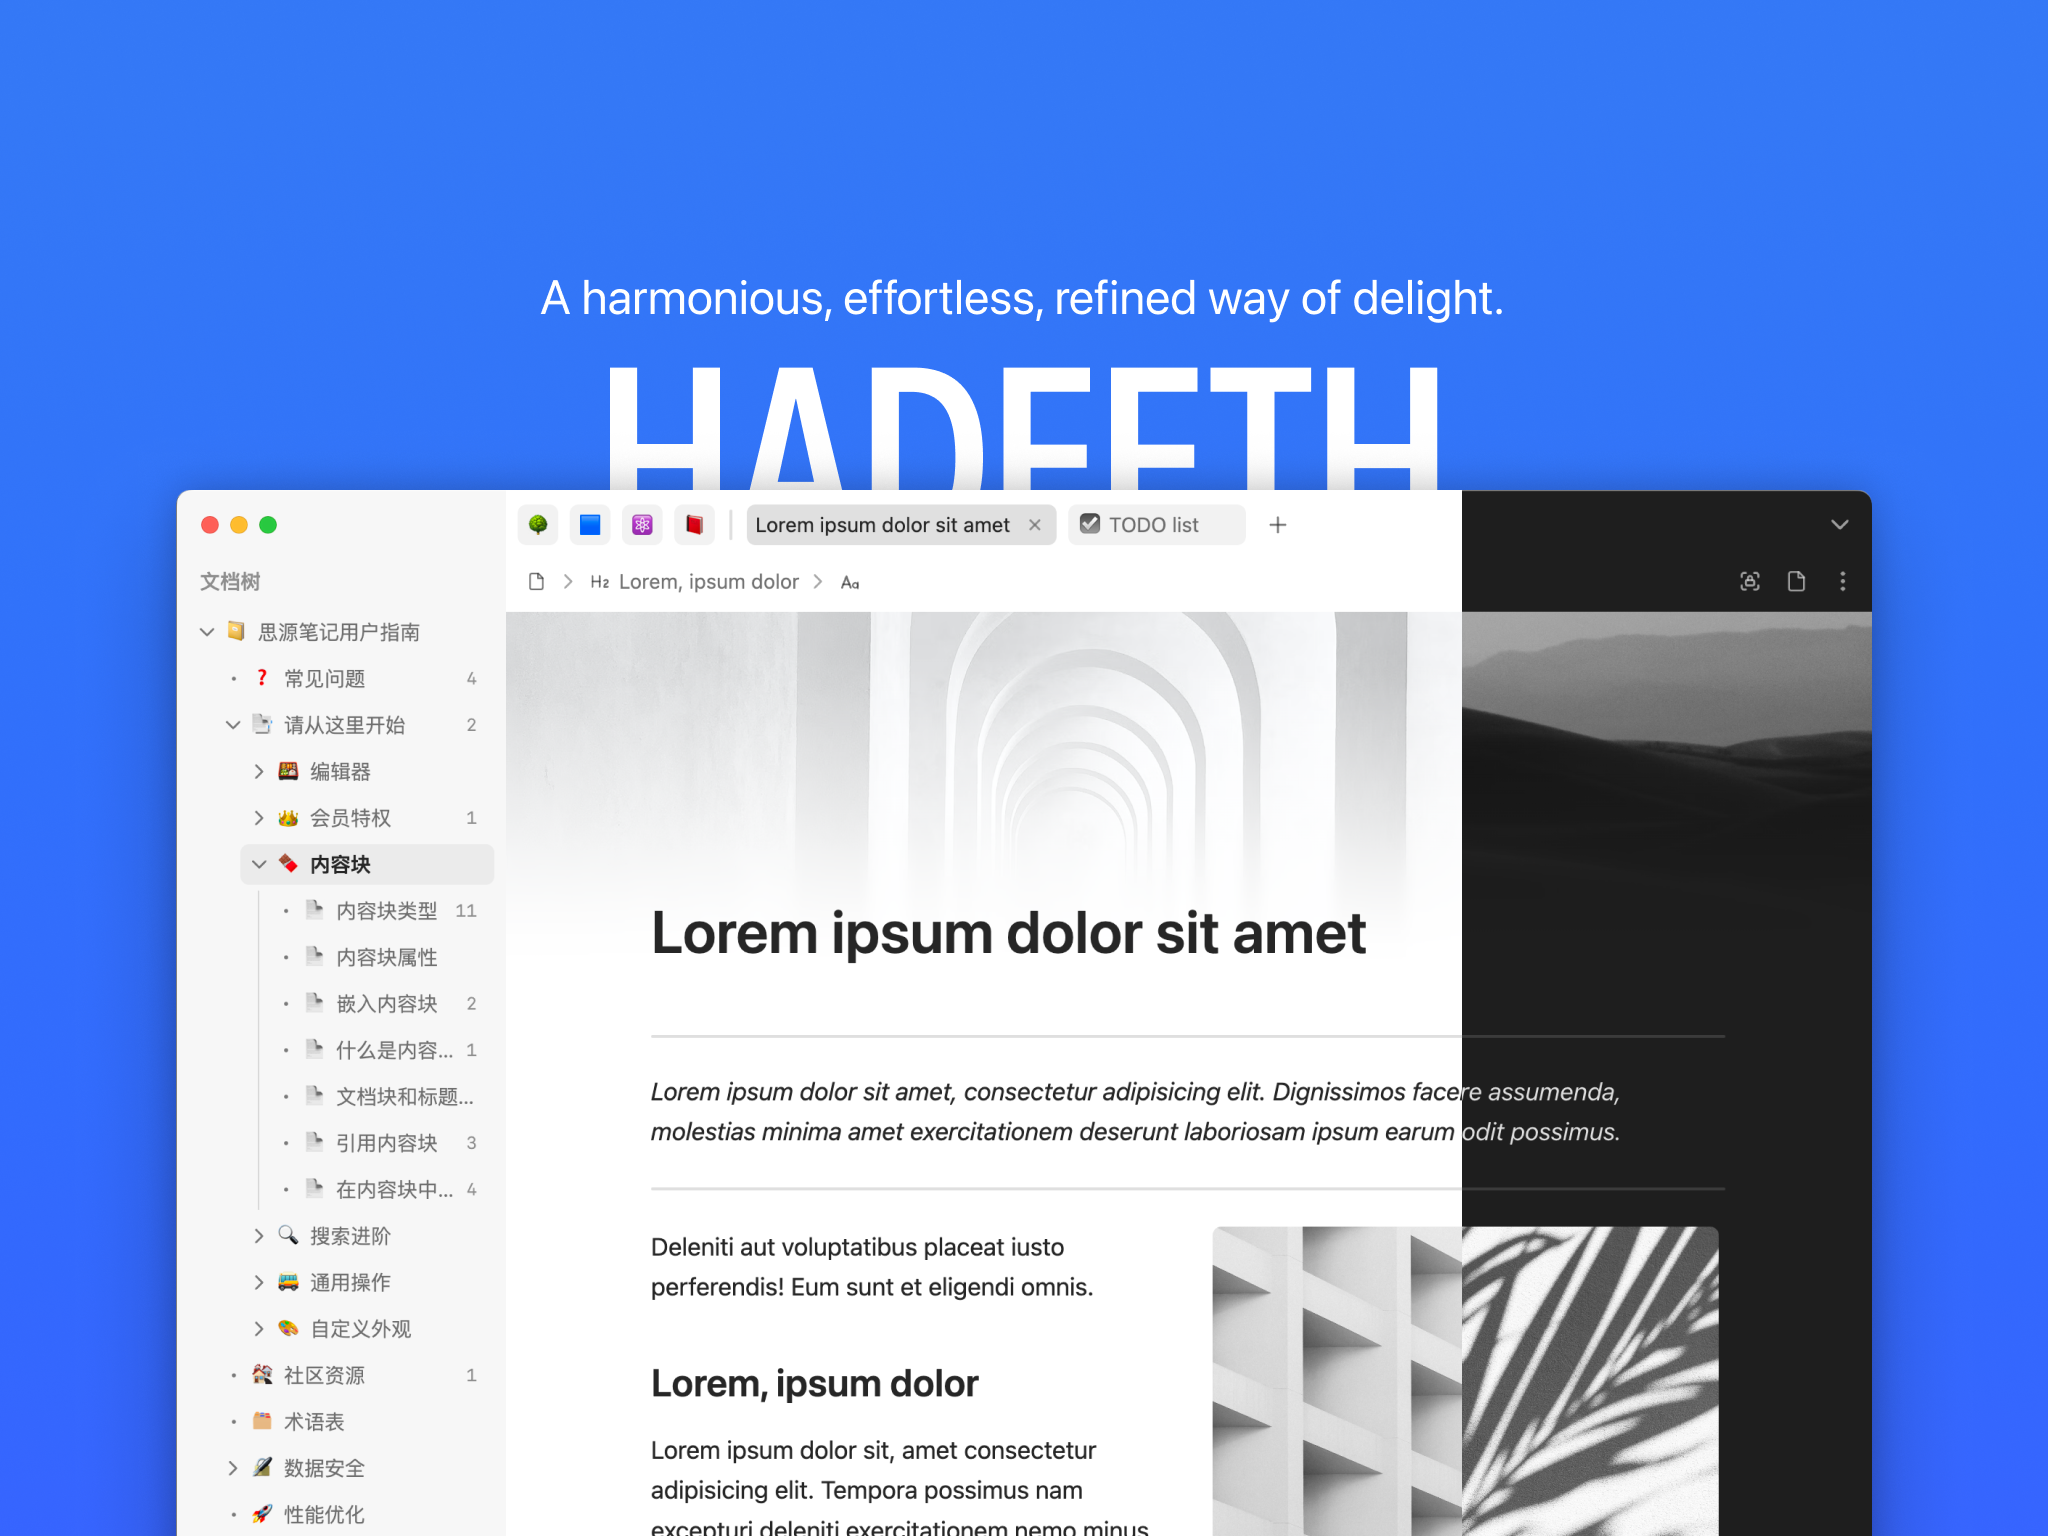 A harmonious, effortless, refined way of delight.
HADEETH
Lorem ipsum dolor sit amet
TODO list
文档树
H2 Lorem, ipsum dolor
Aa
思源笔记用户指南
常见问题 4
请从这里开始 2
编辑器
会员特权 1
内容块
内容块类型 11
内容块属性
嵌入内容块 2
什么是内容... 1
文档块和标题...
引用内容块 3
在内容块中... 4
搜索进阶
通用操作
自定义外观
社区资源 1
术语表
数据安全
性能优化
Lorem ipsum dolor sit amet
Lorem ipsum dolor sit amet, consectetur adipisicing elit. Dignissimos facere assumenda,
molestias minima amet exercitationem deserunt laboriosam ipsum earum odit possimus.
Deleniti aut voluptatibus placeat iusto
perferendis! Eum sunt et eligendi omnis.
Lorem, ipsum dolor
Lorem ipsum dolor sit, amet consectetur
adipisicing elit. Tempora possimus nam
excepturi deleniti exercitationem nemo minus